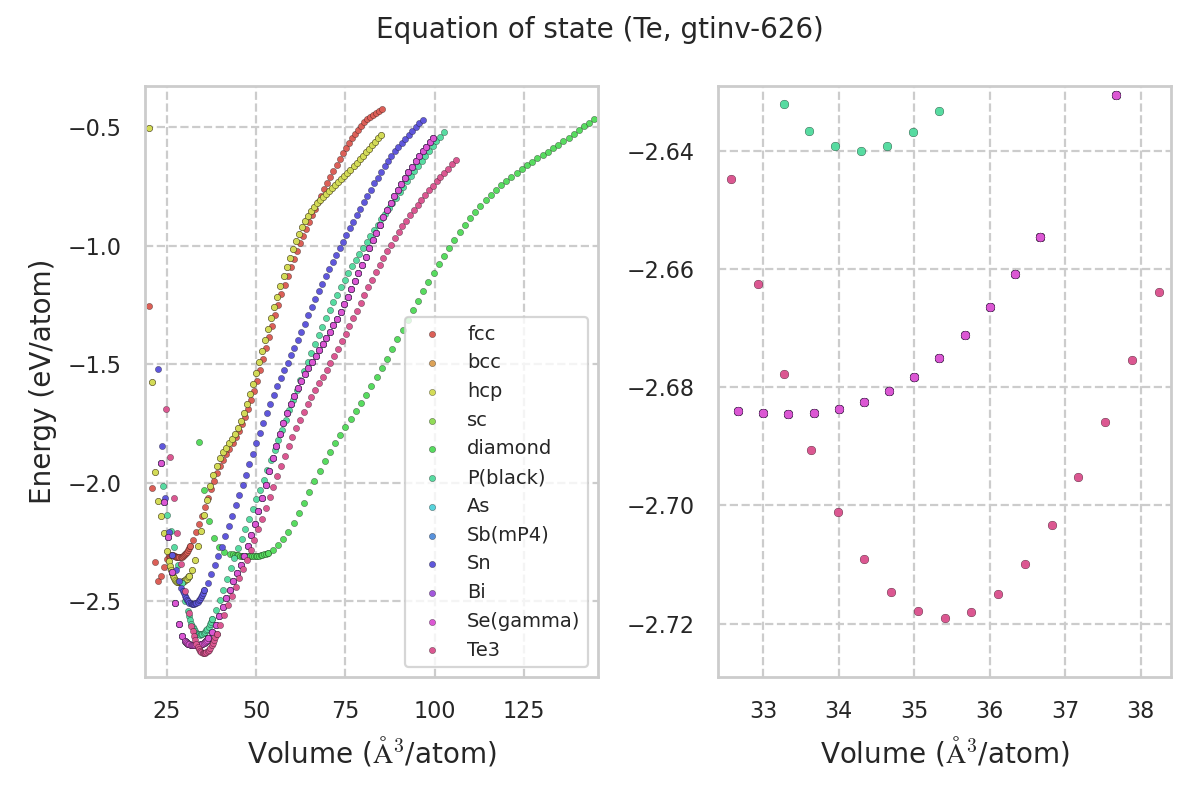 Equation of state (Te, gtinv-626)
Energy (eV/atom)
−0.5
−1.0
−1.5
−2.0
−2.5
25
50
75
100
125
Volume (Å³/atom)
fcc
bcc
hcp
sc
diamond
P(black)
As
Sb(mP4)
Sn
Bi
Se(gamma)
Te3
−2.64
−2.66
−2.68
−2.70
−2.72
33
34
35
36
37
38
Volume (Å³/atom)